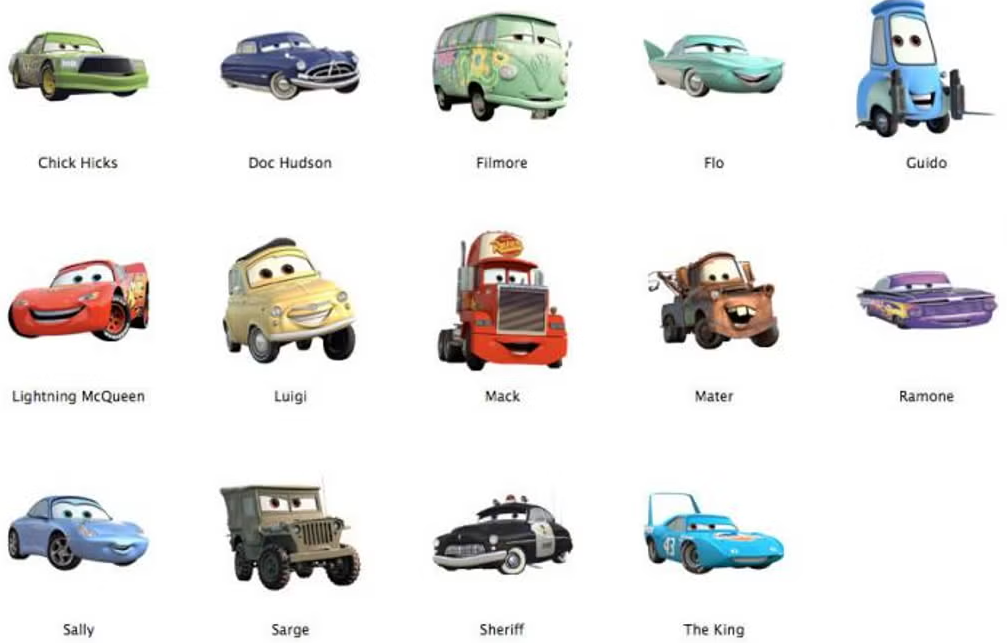 Chick Hicks
Doc Hudson
Filmore
Flo
Guido
Lightning McQueen
Luigi
Mack
Mater
Ramone
Sally
Sarge
Sheriff
The King